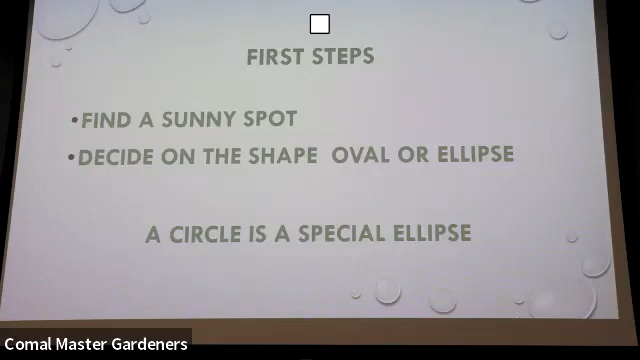 FIRST STEPS
•FIND A SUNNY SPOT
•DECIDE ON THE SHAPE OVAL OR ELLIPSE
A CIRCLE IS A SPECIAL ELLIPSE
Comal Master Gardeners